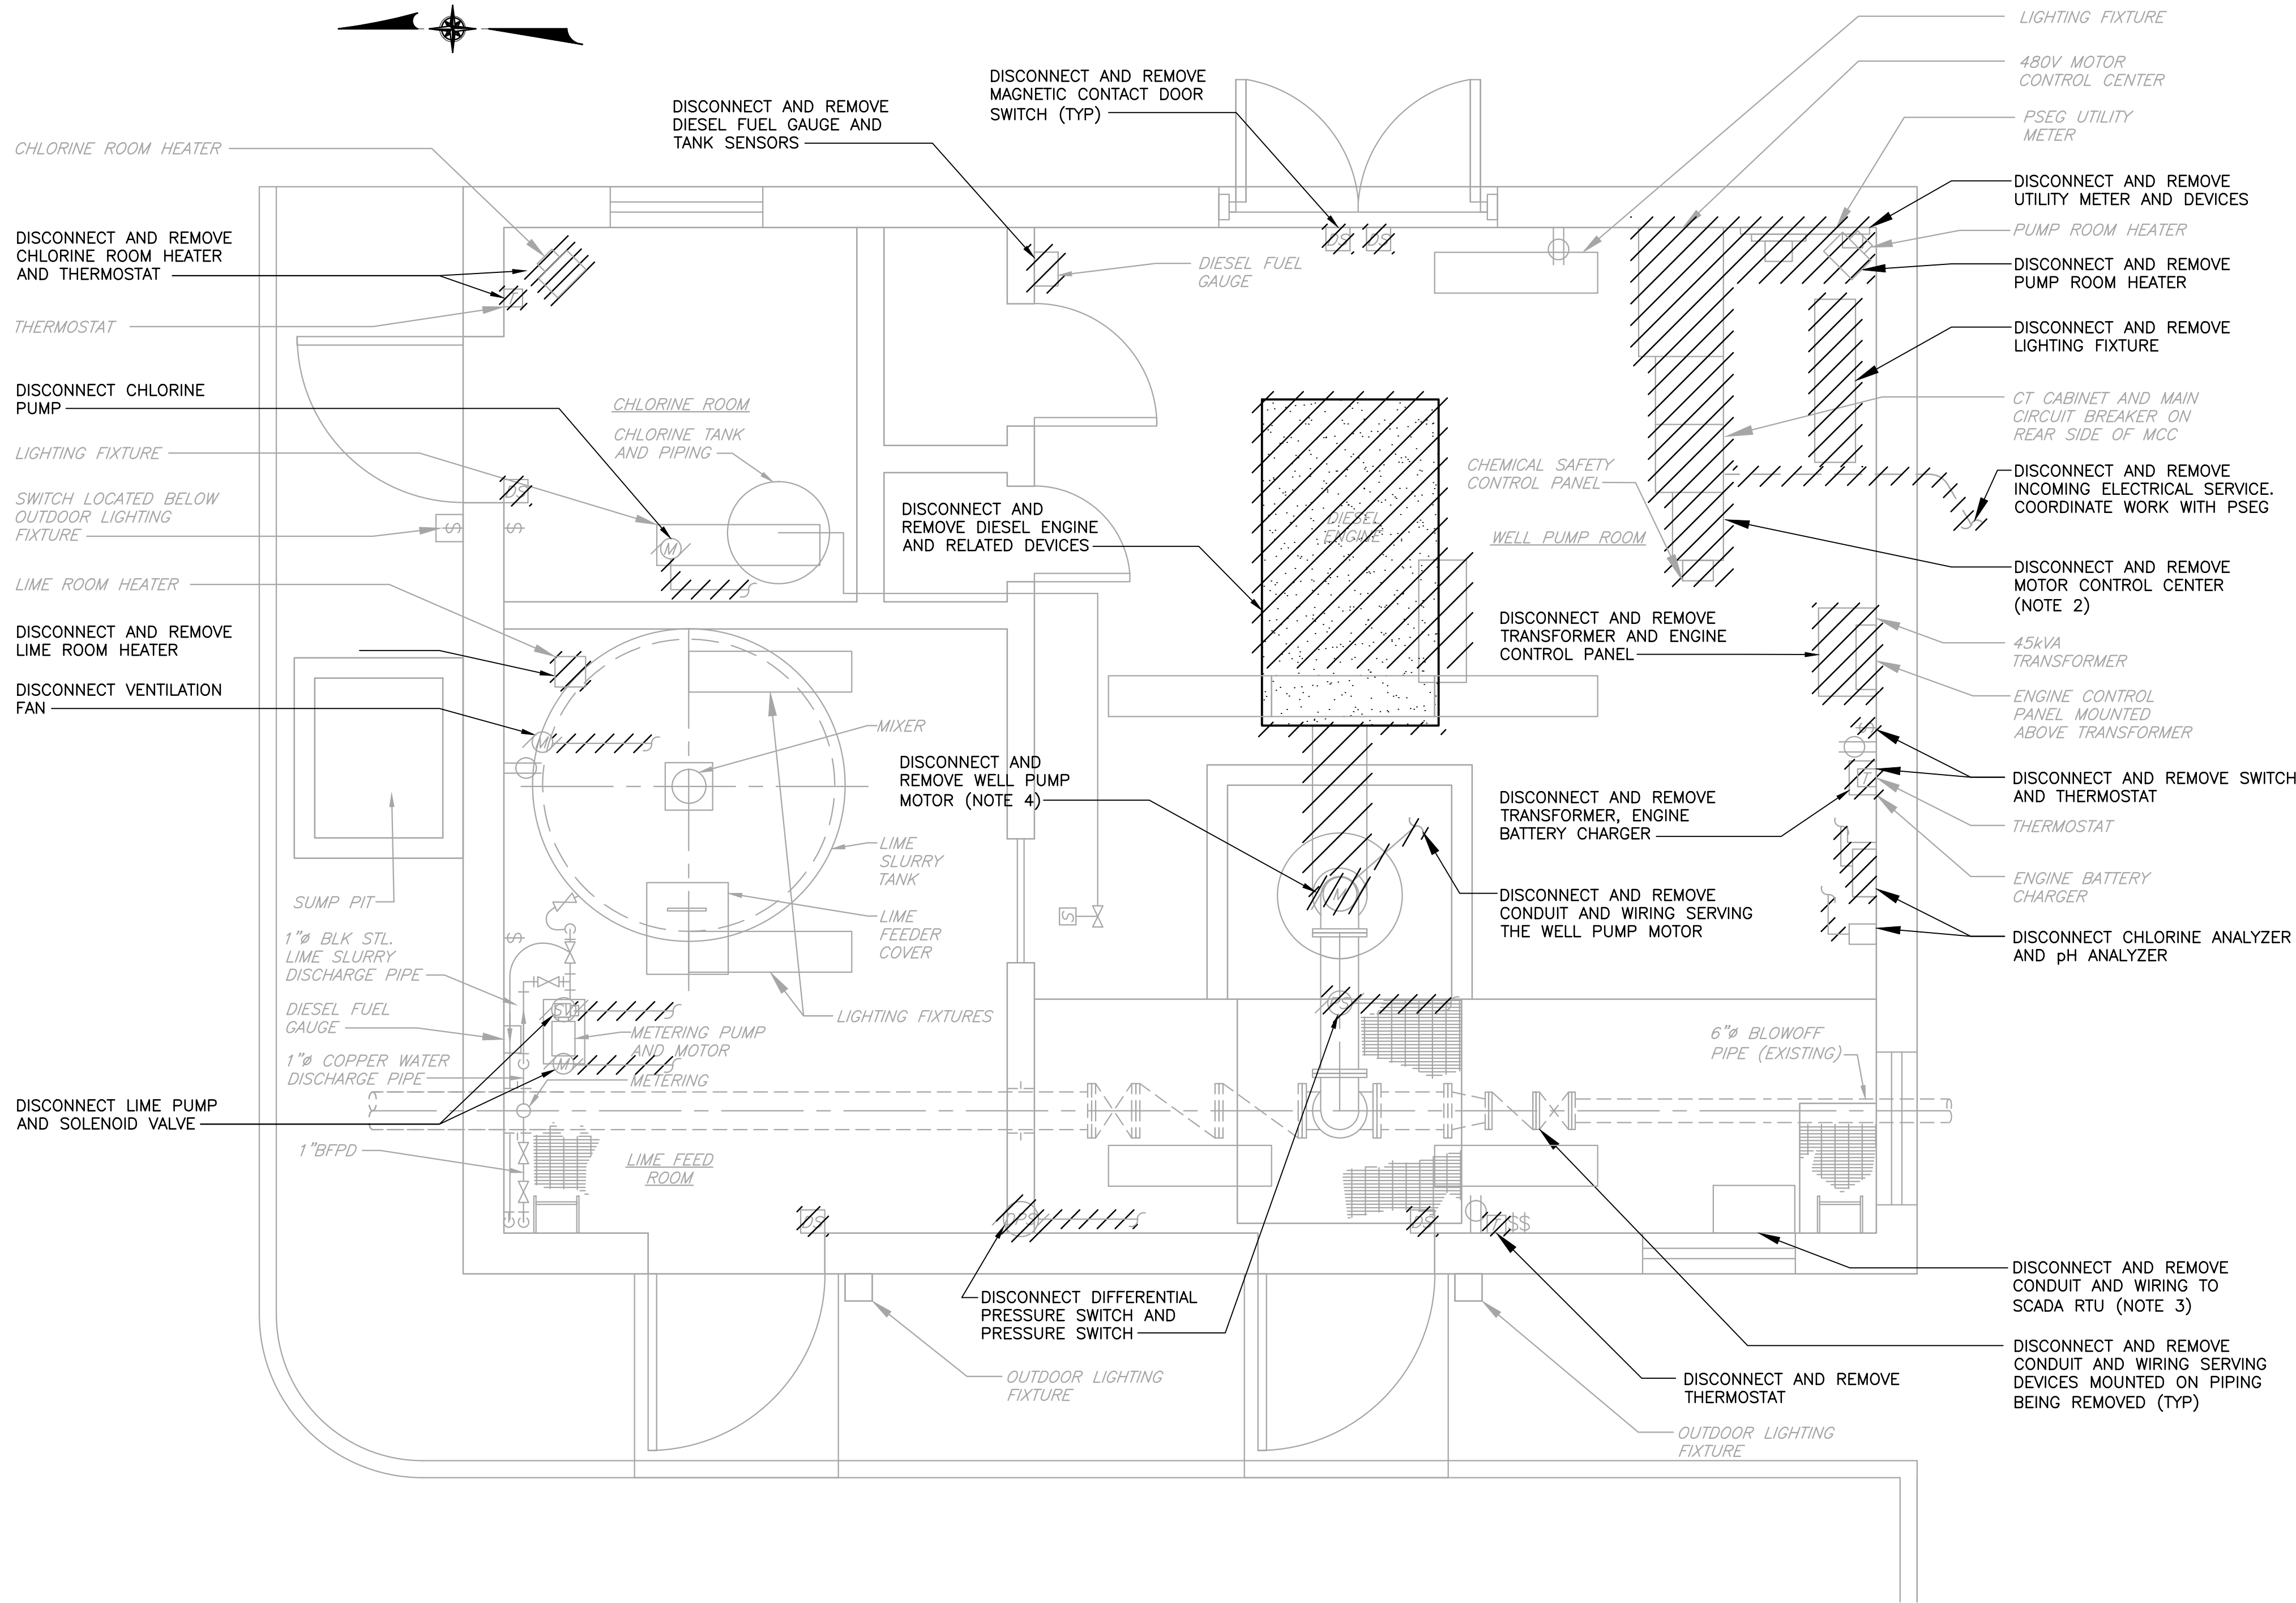 LIGHTING FIXTURE
480V MOTOR
CONTROL CENTER
PSEG UTILITY
METER
DISCONNECT AND REMOVE
MAGNETIC CONTACT DOOR
SWITCH (TYP)
DISCONNECT AND REMOVE
DIESEL FUEL GAUGE AND
TANK SENSORS
CHLORINE ROOM HEATER
DISCONNECT AND REMOVE
UTILITY METER AND DEVICES
PUMP ROOM HEATER
DISCONNECT AND REMOVE
PUMP ROOM HEATER
DISCONNECT AND REMOVE
CHLORINE ROOM HEATER
AND THERMOSTAT
DS
DS
DIESEL FUEL
GAUGE
T
THERMOSTAT
DISCONNECT AND REMOVE
LIGHTING FIXTURE
DISCONNECT CHLORINE
PUMP
CHLORINE ROOM
CHLORINE TANK
AND PIPING
CT CABINET AND MAIN
CIRCUIT BREAKER ON
REAR SIDE OF MCC
LIGHTING FIXTURE
SWITCH LOCATED BELOW
OUTDOOR LIGHTING
FIXTURE
DS
S
S
M
CHEMICAL SAFETY
CONTROL PANEL
DISCONNECT AND REMOVE
INCOMING ELECTRICAL SERVICE.
COORDINATE WORK WITH PSEG
DISCONNECT AND
REMOVE DIESEL ENGINE
AND RELATED DEVICES
DIESEL
ENGINE
WELL PUMP ROOM
LIME ROOM HEATER
DISCONNECT AND REMOVE
MOTOR CONTROL CENTER
(NOTE 2)
DISCONNECT AND REMOVE
LIME ROOM HEATER
DISCONNECT AND REMOVE
TRANSFORMER AND ENGINE
CONTROL PANEL
45kVA
TRANSFORMER
DISCONNECT VENTILATION
FAN
M
MIXER
ENGINE CONTROL
PANEL MOUNTED
ABOVE TRANSFORMER
DISCONNECT AND
REMOVE WELL PUMP
MOTOR (NOTE 4)
DISCONNECT AND REMOVE
TRANSFORMER, ENGINE
BATTERY CHARGER
T
DISCONNECT AND REMOVE SWITCH
AND THERMOSTAT
THERMOSTAT
LIME
SLURRY
TANK
ENGINE BATTERY
CHARGER
SUMP PIT
M
DISCONNECT AND REMOVE
CONDUIT AND WIRING SERVING
THE WELL PUMP MOTOR
LIME
FEEDER
COVER
S
S
1"ø BLK STL.
LIME SLURRY
DISCHARGE PIPE
DISCONNECT CHLORINE ANALYZER
AND pH ANALYZER
DIESEL FUEL
GAUGE
SV
LIGHTING FIXTURES
PS
METERING PUMP
AND MOTOR
6"ø BLOWOFF
PIPE (EXISTING)
1"ø COPPER WATER
DISCHARGE PIPE
M
METERING
DISCONNECT LIME PUMP
AND SOLENOID VALVE
1"BFPD
LIME FEED
ROOM
DS
DPS
DS
T
$$
DISCONNECT DIFFERENTIAL
PRESSURE SWITCH AND
PRESSURE SWITCH
DISCONNECT AND REMOVE
CONDUIT AND WIRING TO
SCADA RTU (NOTE 3)
DISCONNECT AND REMOVE
CONDUIT AND WIRING SERVING
DEVICES MOUNTED ON PIPING
BEING REMOVED (TYP)
OUTDOOR LIGHTING
FIXTURE
DISCONNECT AND REMOVE
THERMOSTAT
OUTDOOR LIGHTING
FIXTURE